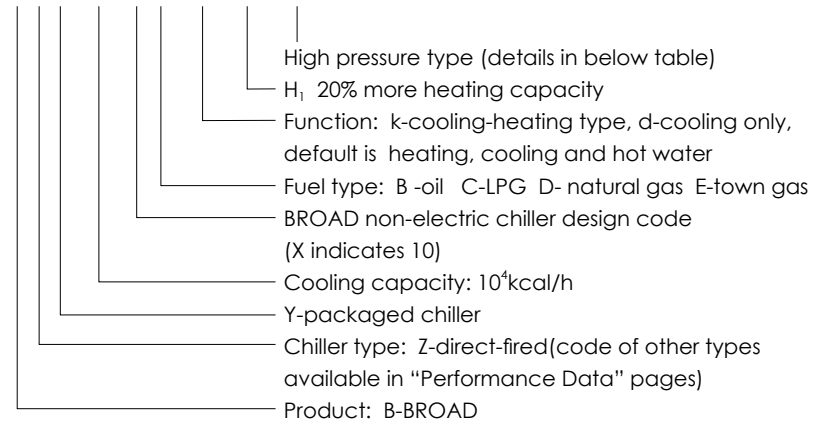 High pressure type (details in below table)
H₁ 20% more heating capacity
Function: k-cooling-heating type, d-cooling only,
default is heating, cooling and hot water
Fuel type: B -oil C-LPG D- natural gas E-town gas
BROAD non-electric chiller design code
(X indicates 10)
Cooling capacity: 10⁴kcal/h
Y-packaged chiller
Chiller type: Z-direct-fired(code of other types
available in “Performance Data” pages)
Product: B-BROAD